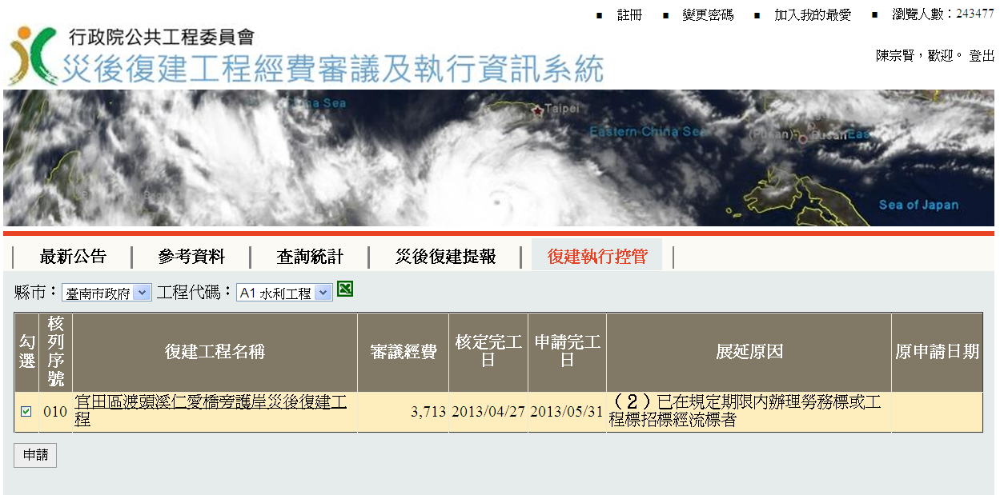 ■ 註冊 ■ 變更密碼 ■ 加入我的最愛 ■ 瀏覽人數：243477
行政院公共工程委員會
陳宗賢，歡迎。 登出
災後復建工程經費審議及執行資訊系統
na Sea
Taipei
Eastern China Sea
(Pusan)
Busan
Eas
Sea of Japan
最新公告 參考資料 查詢統計 災後復建提報 復建執行控管
縣市： 臺南市政府 工程代碼： A1 水利工程
勾選 核列序號 復建工程名稱 審議經費 核定完工日 申請完工日 展延原因 原申請日期
010 官田區渡頭溪仁愛橋旁護岸災後復建工 3,713 2013/04/27 2013/05/31 （２）已在規定期限內辦理勞務標或工
程 程標招標經流標者
申請